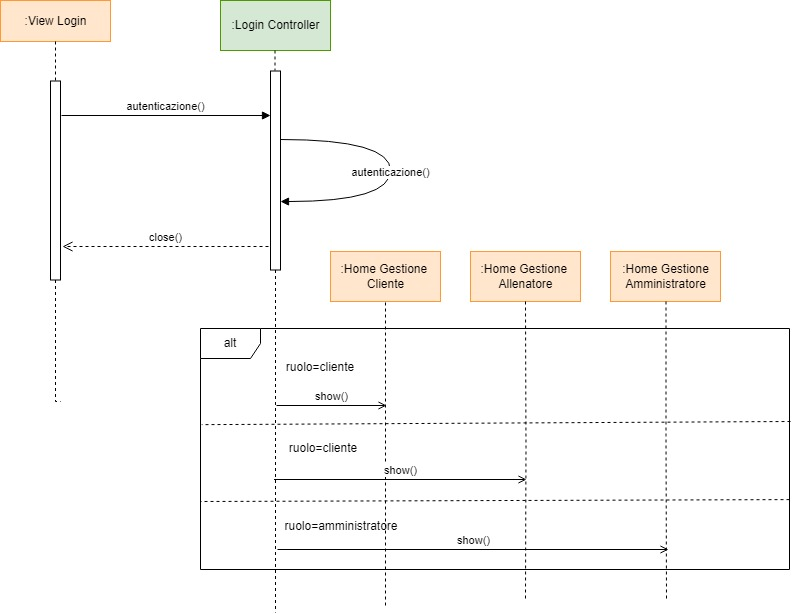 :View Login
:Login Controller
autenticazione()
autenticazione()
close()
:Home Gestione
Cliente
:Home Gestione
Allenatore
:Home Gestione
Amministratore
alt
ruolo=cliente
show()
ruolo=cliente
show()
ruolo=amministratore
show()